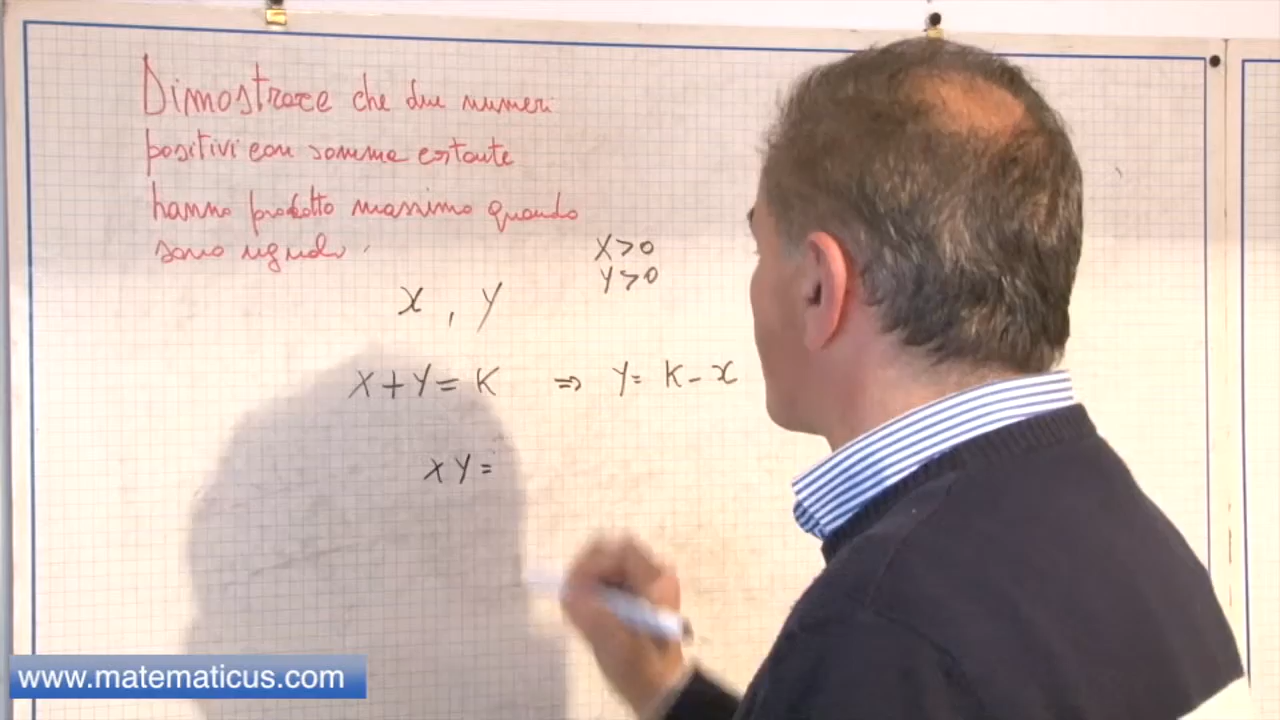 Dimostrare che due numeri
positivi con somma costante
hanno prodotto massimo quando
sono uguali.
X>0
Y>0
x , y
X+Y=K ⇒ Y= K-x
XY=
www.matematicus.com